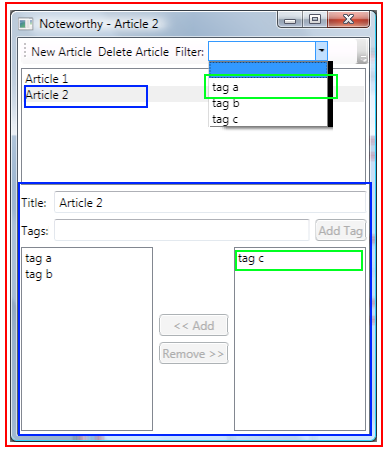 Noteworthy - Article 2
New Article Delete Article Filter:
Article 1
Article 2
tag a
tag b
tag c
Title: Article 2
Tags: Add Tag
tag a
tag b
tag c
<< Add
Remove >>